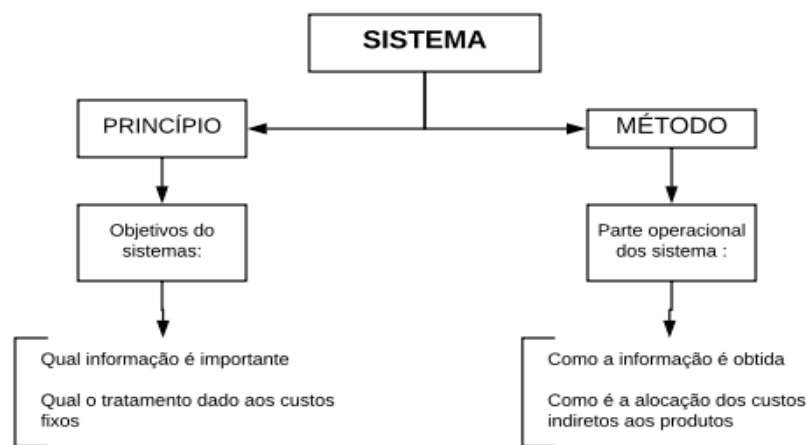 SISTEMA
PRINCÍPIO
MÉTODO
Objetivos do
sistemas:
Parte operacional
dos sistema :
Qual informação é importante
Qual o tratamento dado aos custos
fixos
Como a informação é obtida
Como é a alocação dos custos
indiretos aos produtos